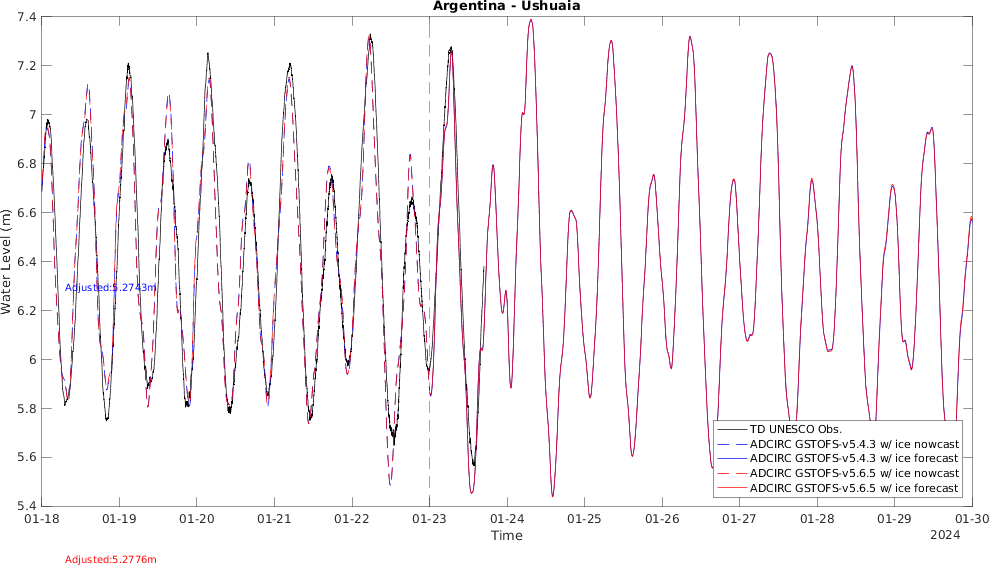 Argentina - Ushuaia
7.4
7.2
7
6.8
6.6
6.4
6.2
6
5.8
5.6
5.4
Water Level (m)
Adjusted:5.2743m
TD UNESCO Obs.
ADCIRC GSTOFS-v5.4.3 w/ ice nowcast
ADCIRC GSTOFS-v5.4.3 w/ ice forecast
ADCIRC GSTOFS-v5.6.5 w/ ice nowcast
ADCIRC GSTOFS-v5.6.5 w/ ice forecast
01-18 01-19 01-20 01-21 01-22 01-23 01-24 01-25 01-26 01-27 01-28 01-29 01-30
Time
2024
Adjusted:5.2776m